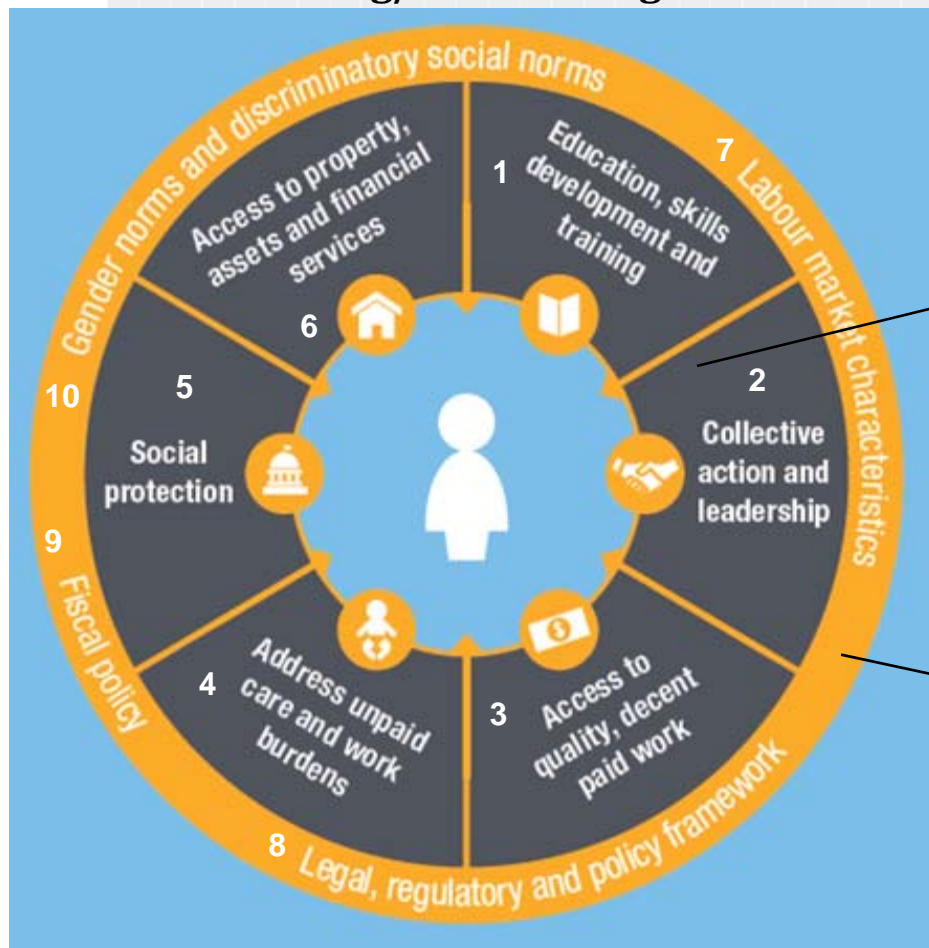 Gender norms and discriminatory social norms
7
Labour market characteristics
1
Education, skills
development and
training
2
Collective
action and
leadership
3
Access to
quality, decent
paid work
4
Address unpaid
care and work
burdens
5
Social
protection
6
Access to property,
assets and financial
services
8
Legal, regulatory and policy framework
9
Fiscal policy
10
$